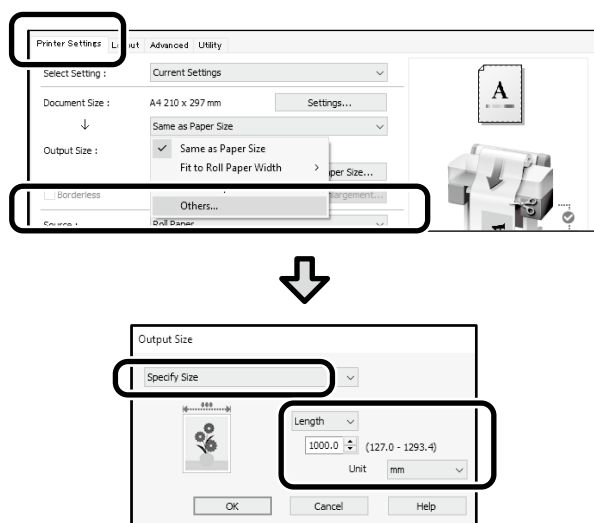 Printer Settings Layout Advanced Utility
Select Setting : Current Settings
Document Size : A4 210 x 297 mm Settings...
Same as Paper Size
Output Size : Same as Paper Size
Fit to Roll Paper Width
Paper Size...
Borderless
Others...
Source : Roll Paper
A
Output Size
Specify Size
Length
1000.0 (127.0 - 1293.4)
Unit mm
OK Cancel Help